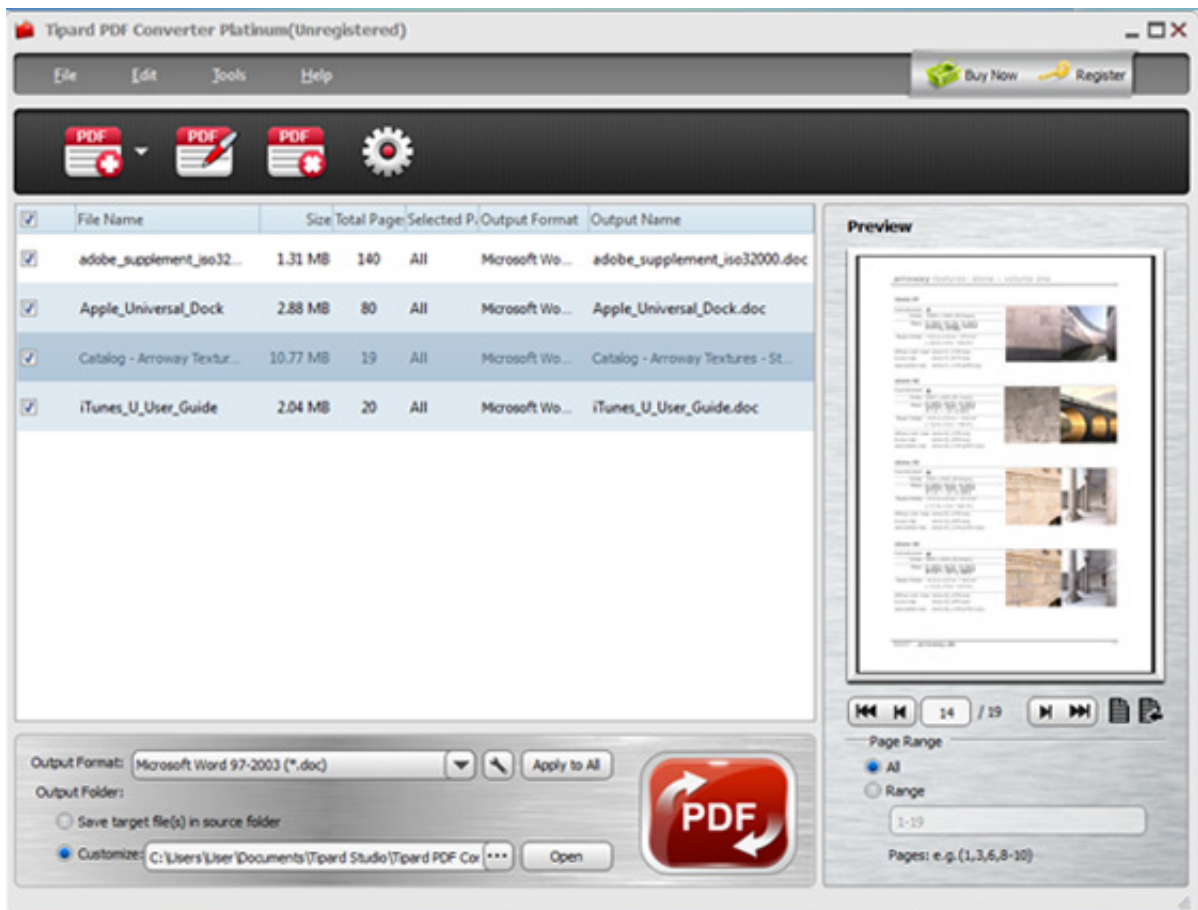 Tipard PDF Converter Platinum(Unregistered)
File Edit Tools Help
Buy Now Register
PDF PDF PDF
File Name Size Total Page Selected P Output Format Output Name
adobe_supplement_iso32... 1.31 MB 140 All Microsoft Wo... adobe_supplement_iso32000.doc
Apple_Universal_Dock 2.88 MB 80 All Microsoft Wo... Apple_Universal_Dock.doc
Catalog - Arroway Textur... 10.77 MB 19 All Microsoft Wo... Catalog - Arroway Textures - St...
iTunes_U_User_Guide 2.04 MB 20 All Microsoft Wo... iTunes_U_User_Guide.doc
Preview
arroway textures: stone - volume one
14 / 19
Page Range
All
Range
1-19
Pages: e.g.(1,3,6,8-10)
Output Format: Microsoft Word 97-2003 (*.doc) Apply to All
Output Folder:
Save target file(s) in source folder
Customize: C:\Users\User\Documents\Tipard Studio\Tipard PDF Cor ... Open
PDF